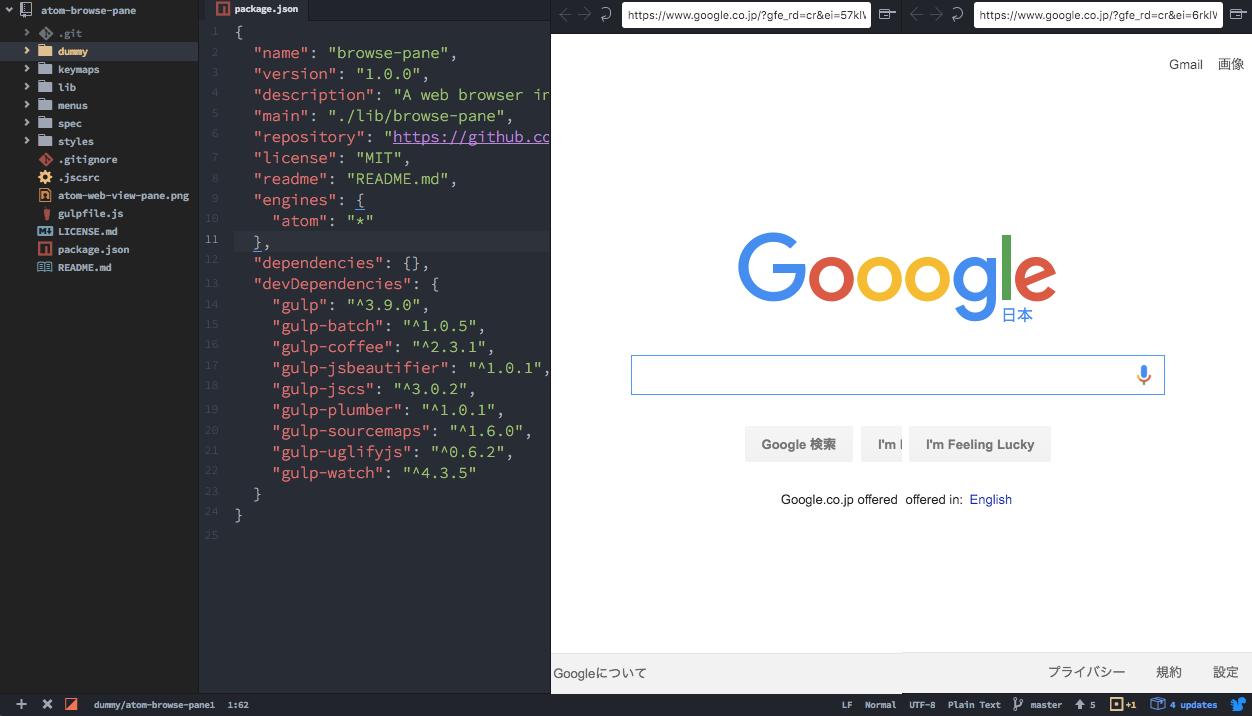 atom-browse-pane
.git
dummy
keymaps
lib
menus
spec
styles
.gitignore
.jscsrc
atom-web-view-pane.png
gulpfile.js
LICENSE.md
package.json
README.md
package.json
1 {
2 "name": "browse-pane",
3 "version": "1.0.0",
4 "description": "A web browser in
5 "main": "./lib/browse-pane",
6 "repository": "https://github.co
7 "license": "MIT",
8 "readme": "README.md",
9 "engines": {
10 "atom": "*"
11 },
12 "dependencies": {},
13 "devDependencies": {
14 "gulp": "^3.9.0",
15 "gulp-batch": "^1.0.5",
16 "gulp-coffee": "^2.3.1",
17 "gulp-jsbeautifier": "^1.0.1",
18 "gulp-jscs": "^3.0.2",
19 "gulp-plumber": "^1.0.1",
20 "gulp-sourcemaps": "^1.6.0",
21 "gulp-uglifyjs": "^0.6.2",
22 "gulp-watch": "^4.3.5"
23 }
24 }
25
https://www.google.co.jp/?gfe_rd=cr&ei=57kl
https://www.google.co.jp/?gfe_rd=cr&ei=6rkl
Gmail 画像
Gooogle
日本
Google 検索 I'm I'm Feeling Lucky
Google.co.jp offered offered in: English
Googleについて プライバシー 規約 設定
dummy/atom-browse-pane1 1:62 LF Normal UTF-8 Plain Text master 5 +1 4 updates